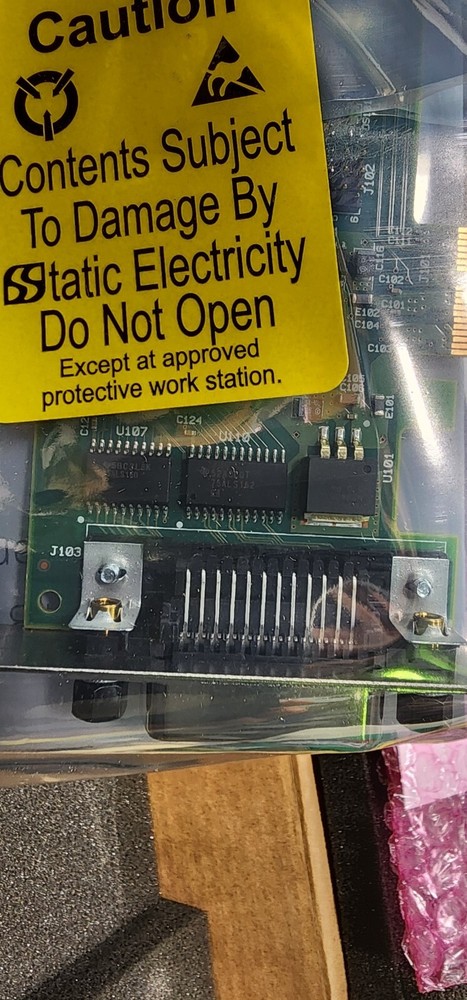 Caution
Contents Subject
To Damage By
Static Electricity
Do Not Open
Except at approved
protective work station.
J102
C102
C101
E102
C104
C103
E101
C124
U107
U110
U101
J103